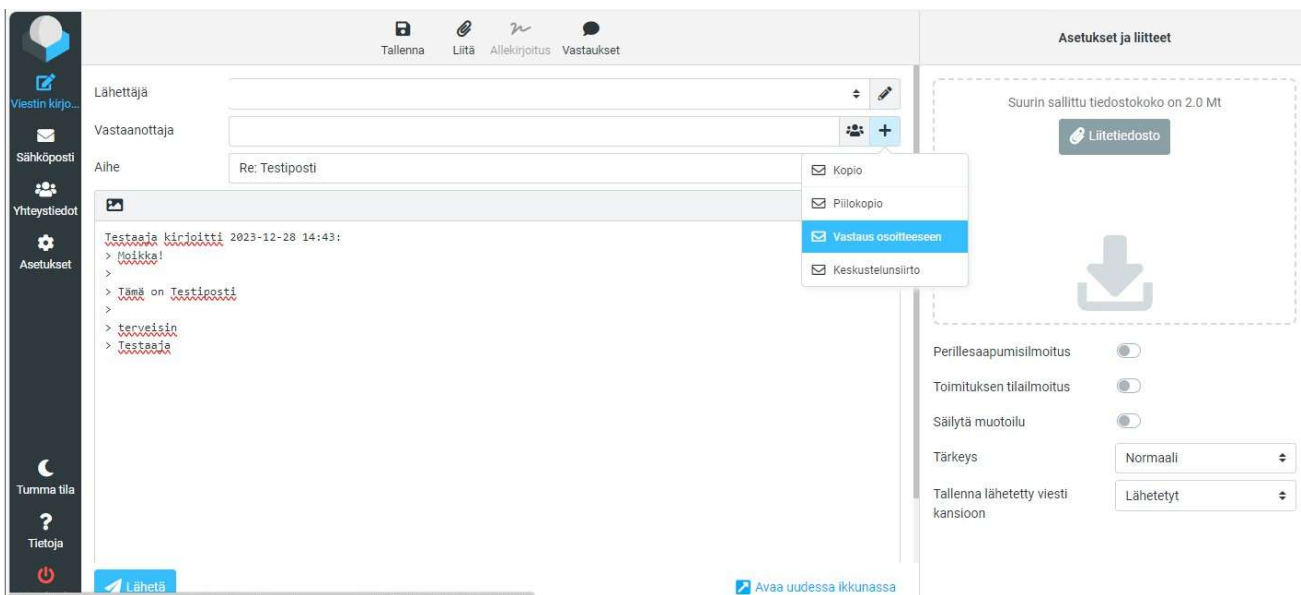 Viestin kirjo...
Sähköposti
Yhteystiedot
Asetukset
Tumma tila
?
Tietoja
Tallenna
Liitä
Allekirjoitus
Vastaukset
Lähettäjä
Vastaanottaja
+
Aihe
Re: Testiposti
Kopio
Piilokopio
Vastaus osoitteeseen
Keskustelunsiirto
Testaaja kirjoitti 2023-12-28 14:43:
> Moikka!
>
> Tämä on Testiposti
>
> terveisin
> Testaaja
Lähetä
Avaa uudessa ikkunassa
Asetukset ja liitteet
Suurin sallittu tiedostokoko on 2.0 Mt
Liitetiedosto
Perillesaapumisilmoitus
Toimituksen tilailmoitus
Säilytä muotoilu
Tärkeys
Normaali
Tallenna lähetetty viesti
kansioon
Lähetetyt